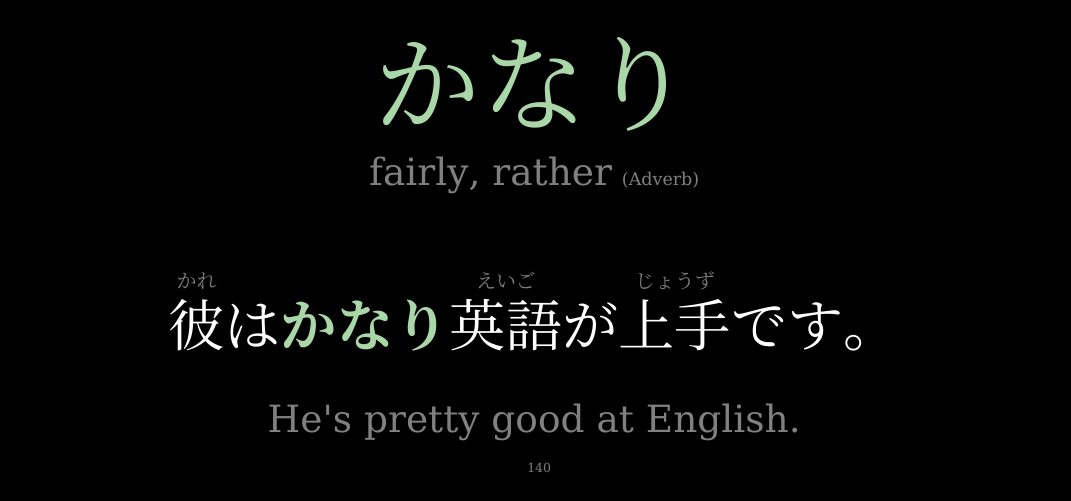 かなり
fairly, rather (Adverb)
かれ えいご じょうず
彼はかなり英語が上手です。
He's pretty good at English.
140